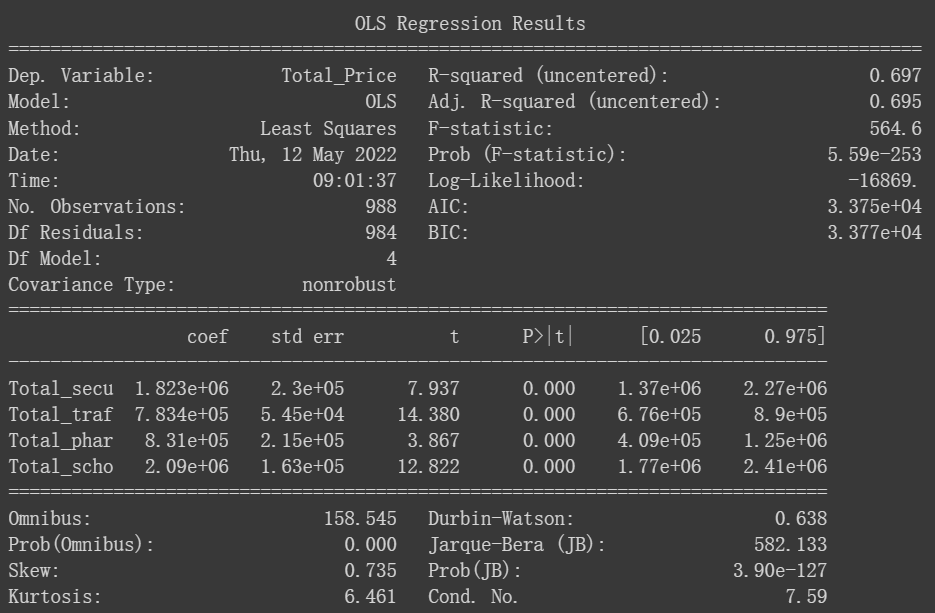 OLS Regression Results
==============================================================================
Dep. Variable: Total_Price R-squared (uncentered): 0.697
Model: OLS Adj. R-squared (uncentered): 0.695
Method: Least Squares F-statistic: 564.6
Date: Thu, 12 May 2022 Prob (F-statistic): 5.59e-253
Time: 09:01:37 Log-Likelihood: -16869.
No. Observations: 988 AIC: 3.375e+04
Df Residuals: 984 BIC: 3.377e+04
Df Model: 4
Covariance Type: nonrobust
==============================================================================
coef std err t P>|t| [0.025 0.975]
------------------------------------------------------------------------------
Total_secu 1.823e+06 2.3e+05 7.937 0.000 1.37e+06 2.27e+06
Total_traf 7.834e+05 5.45e+04 14.380 0.000 6.76e+05 8.9e+05
Total_phar 8.31e+05 2.15e+05 3.867 0.000 4.09e+05 1.25e+06
Total_scho 2.09e+06 1.63e+05 12.822 0.000 1.77e+06 2.41e+06
==============================================================================
Omnibus: 158.545 Durbin-Watson: 0.638
Prob(Omnibus): 0.000 Jarque-Bera (JB): 582.133
Skew: 0.735 Prob(JB): 3.90e-127
Kurtosis: 6.461 Cond. No. 7.59